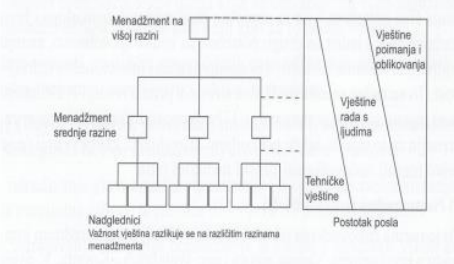 Menadžment na
višoj razini
Vještine
poimanja i
oblikovanja
Menadžment
srednje razine
Vještine
rada s
ljudima
Tehničke
vještine
Nadglednici
Važnost vještina razlikuje se na različitim razinama
menadžmenta
Postotak posla